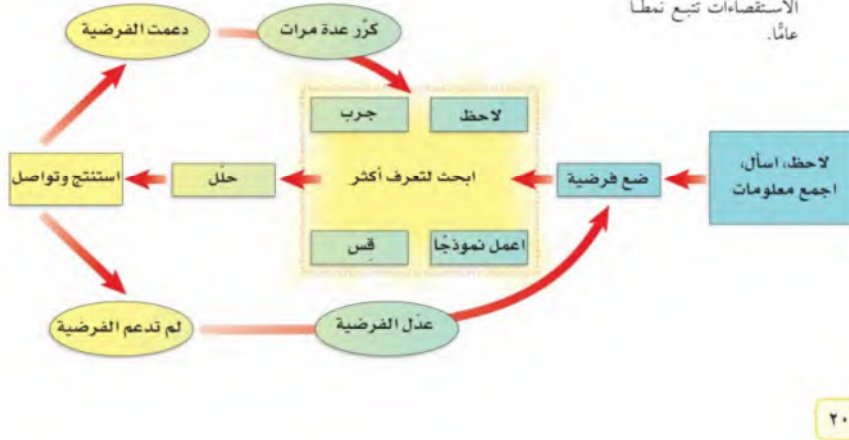 الاستقصاءات تتبع نمطًا
عامًّا.
لاحظ، اسأل،
اجمع معلومات
ضع فرضية
لاحظ
جرب
ابحث لتعرف أكثر
اعمل نموذجًا
قِس
حلّل
استنتج وتواصل
دعمت الفرضية
كرّر عدة مرات
لم تدعم الفرضية
عدّل الفرضية
٢٠